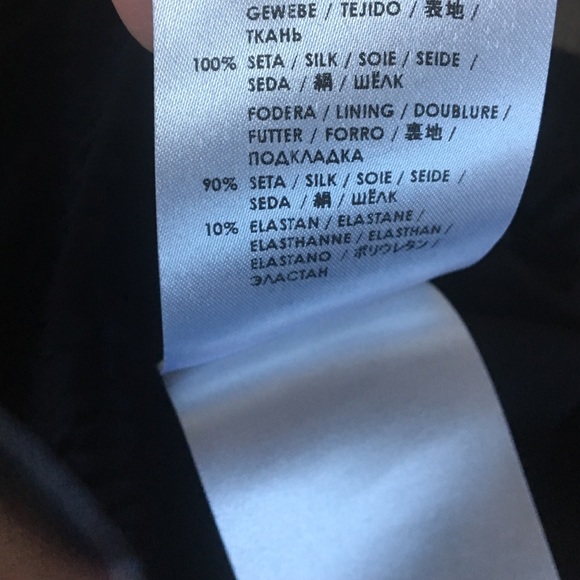 GEWEBE / TEJIDO / 表地 /
ТКАНЬ
100% SETA / SILK / SOIE / SEIDE /
SEDA / 絹 / ШЁЛК
FODERA / LINING / DOUBLURE /
FUTTER / FORRO / 裏地 /
ПОДКЛАДКА
90% SETA / SILK / SOIE / SEIDE /
SEDA / 絹 / ШЁЛК
10% ELASTAN / ELASTANE /
ELASTHANNE / ELASTHAN /
ELASTANO / ポリウレタン /
ЭЛАСТАН